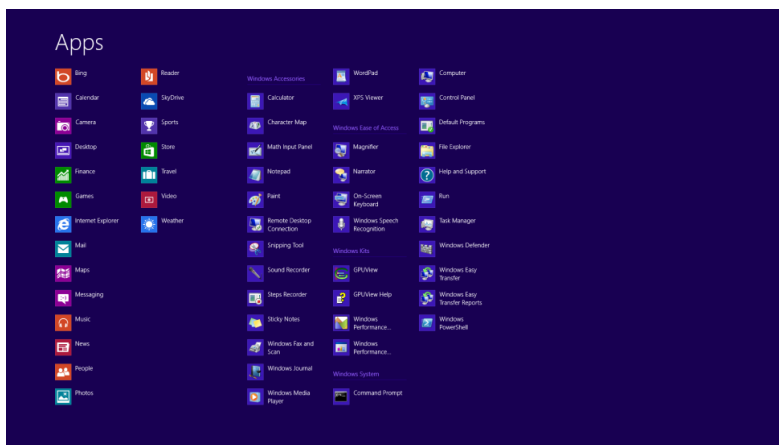 Apps
Bing
Calendar
Camera
Desktop
Finance
Games
Internet Explorer
Mail
Maps
Messaging
Music
News
People
Photos
Reader
SkyDrive
Sports
Store
Travel
Video
Weather
Windows Accessories
Calculator
Character Map
Math Input Panel
Notepad
Paint
Remote Desktop
Connection
Snipping Tool
Sound Recorder
Steps Recorder
Sticky Notes
Windows Fax and
Scan
Windows Journal
Windows Media
Player
WordPad
XPS Viewer
Windows Ease of Access
Magnifier
Narrator
On-Screen
Keyboard
Windows Speech
Recognition
Windows Kits
GPUView
GPUView Help
Windows
Performance...
Windows
Performance...
Windows System
Command Prompt
Computer
Control Panel
Default Programs
File Explorer
Help and Support
Run
Task Manager
Windows Defender
Windows Easy
Transfer
Windows Easy
Transfer Reports
Windows
PowerShell